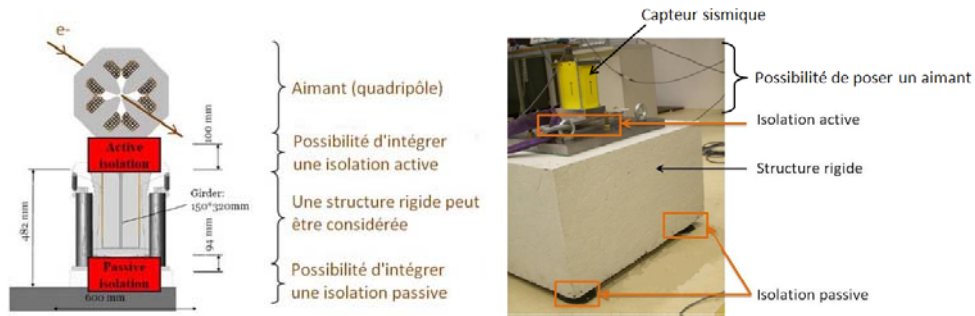 e-
Aimant (quadripôle)
100 mm
Active
isolation
Possibilité d'intégrer
une isolation active
Girder:
150*320mm
482 mm
94 mm
Une structure rigide peut
être considérée
Passive
isolation
600 mm
Possibilité d'intégrer
une isolation passive
Capteur sismique
Possibilité de poser un aimant
Isolation active
Structure rigide
Isolation passive